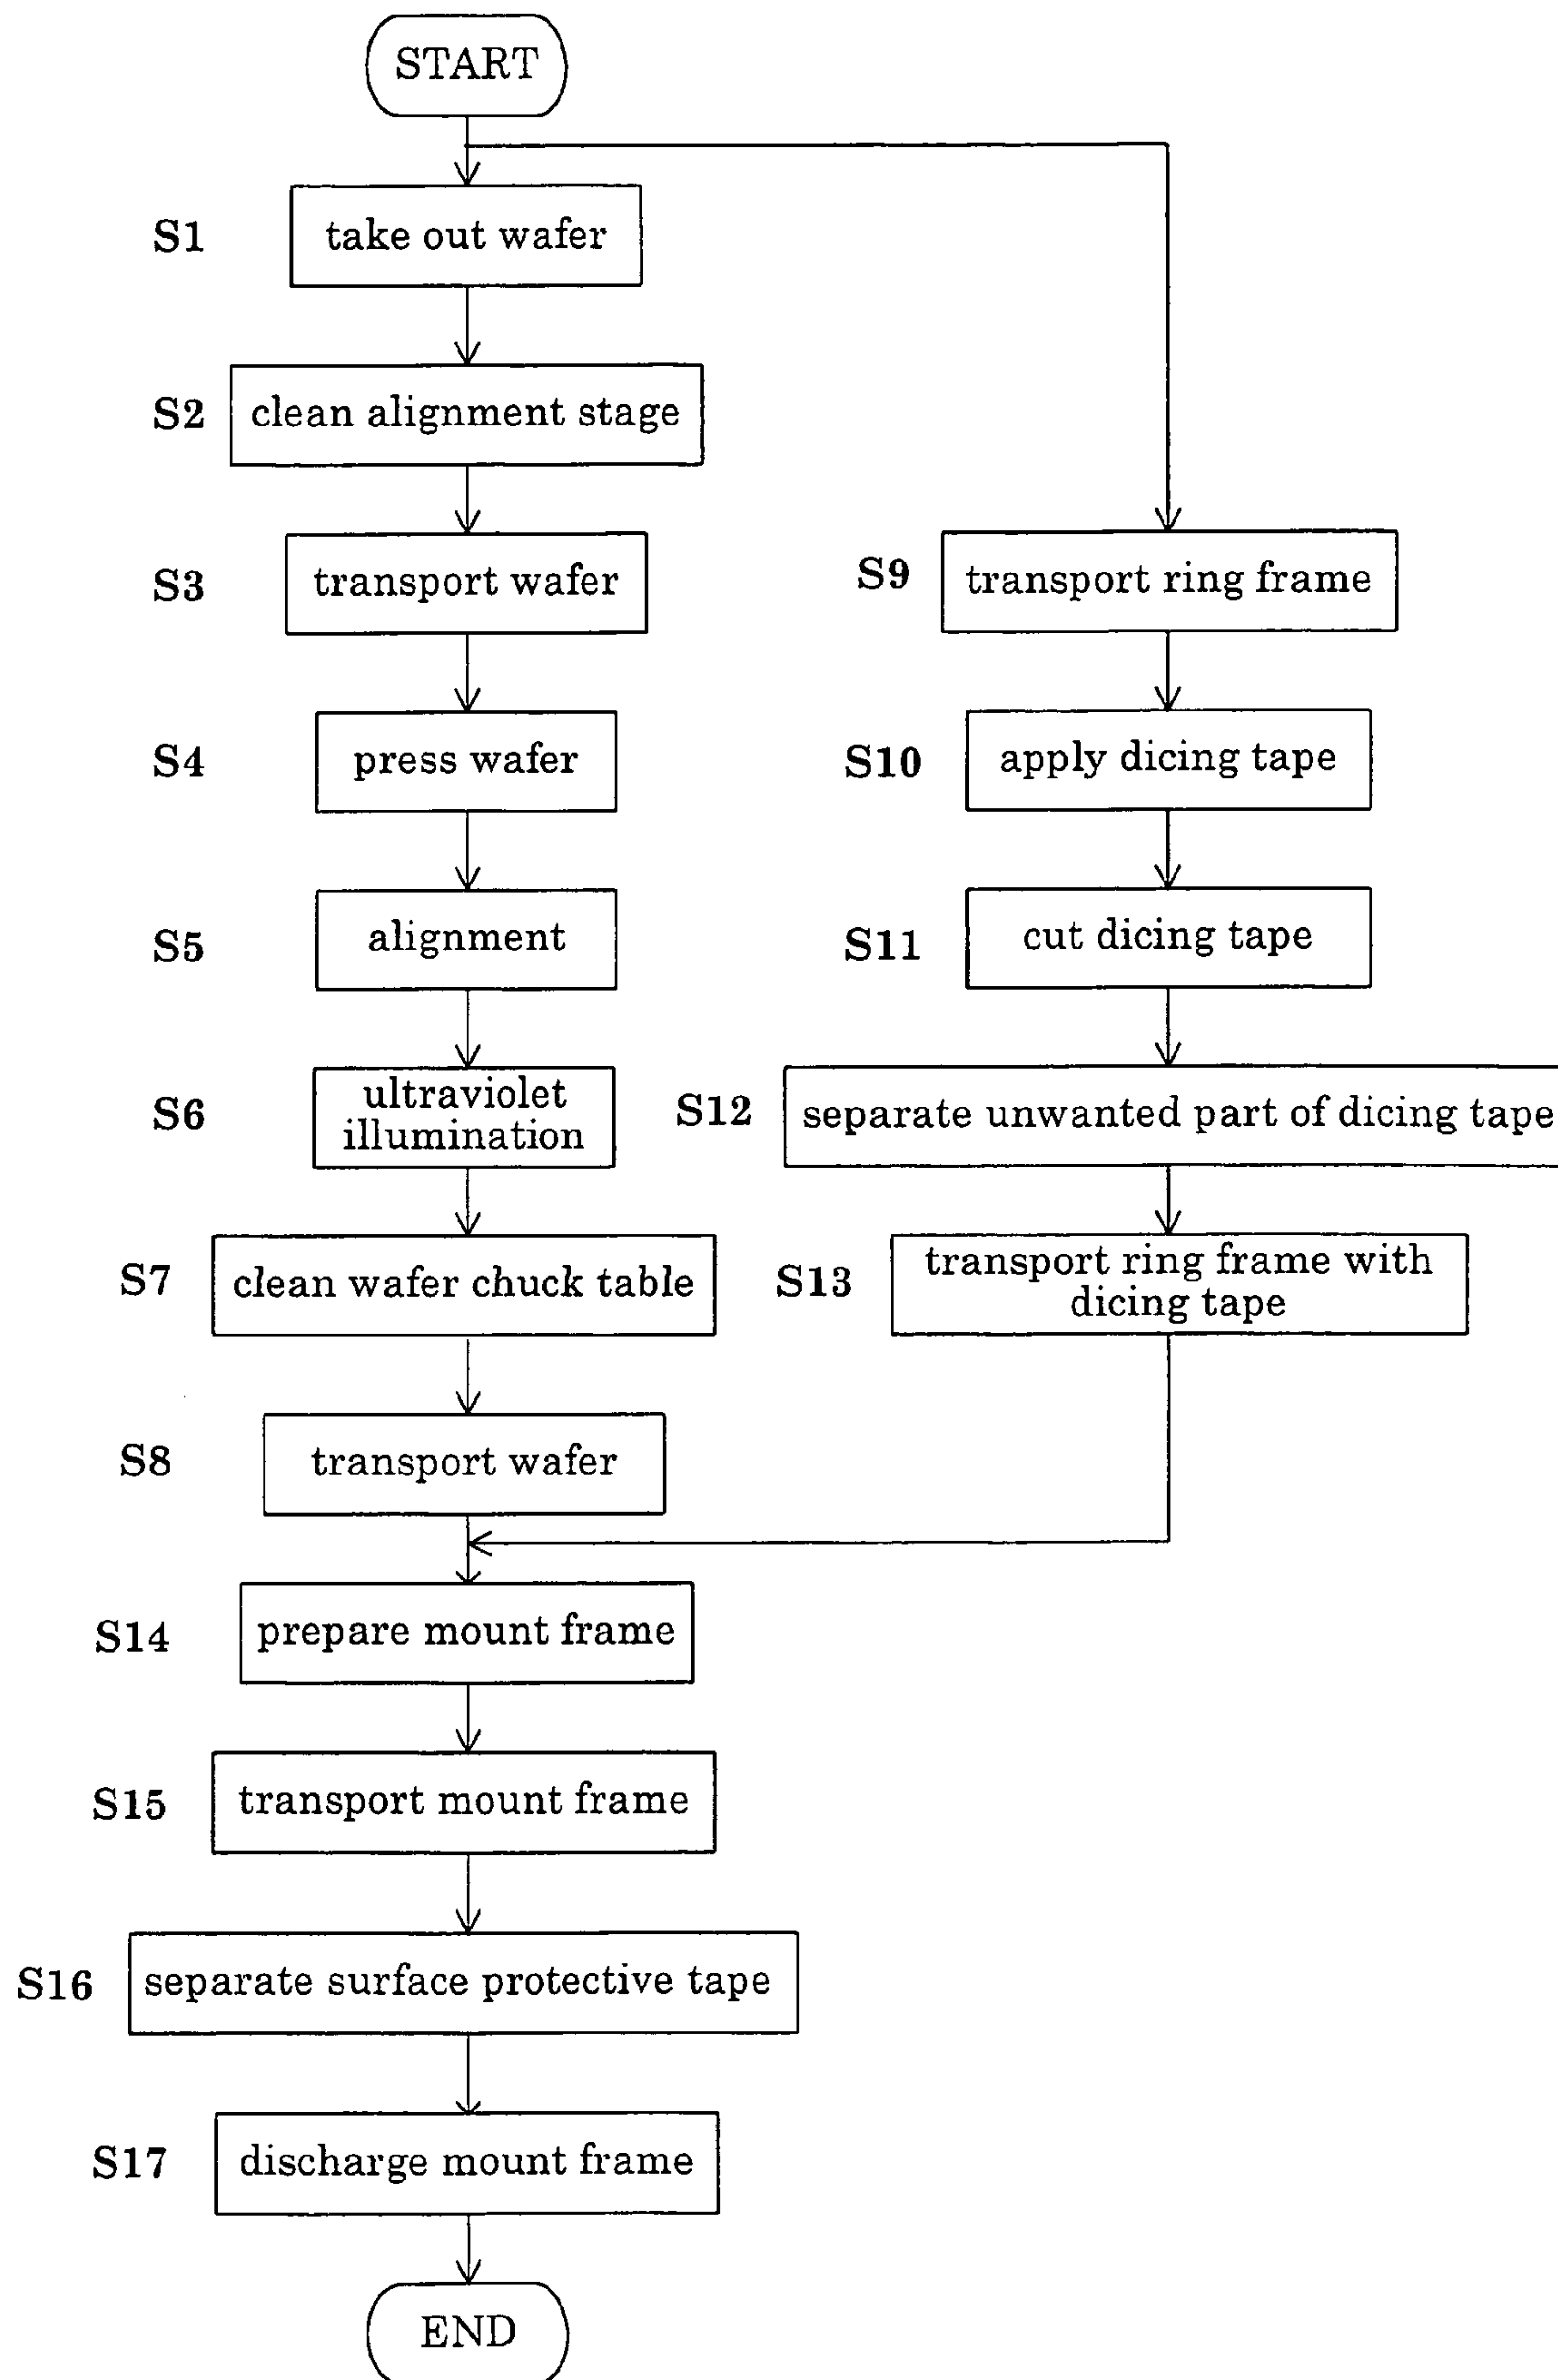 START
S1 take out wafer
S2 clean alignment stage
S3 transport wafer
S4 press wafer
S5 alignment
S6 ultraviolet
illumination
S7 clean wafer chuck table
S8 transport wafer
S9 transport ring frame
S10 apply dicing tape
S11 cut dicing tape
S12 separate unwanted part of dicing tape
S13 transport ring frame with
dicing tape
S14 prepare mount frame
S15 transport mount frame
S16 separate surface protective tape
S17 discharge mount frame
END